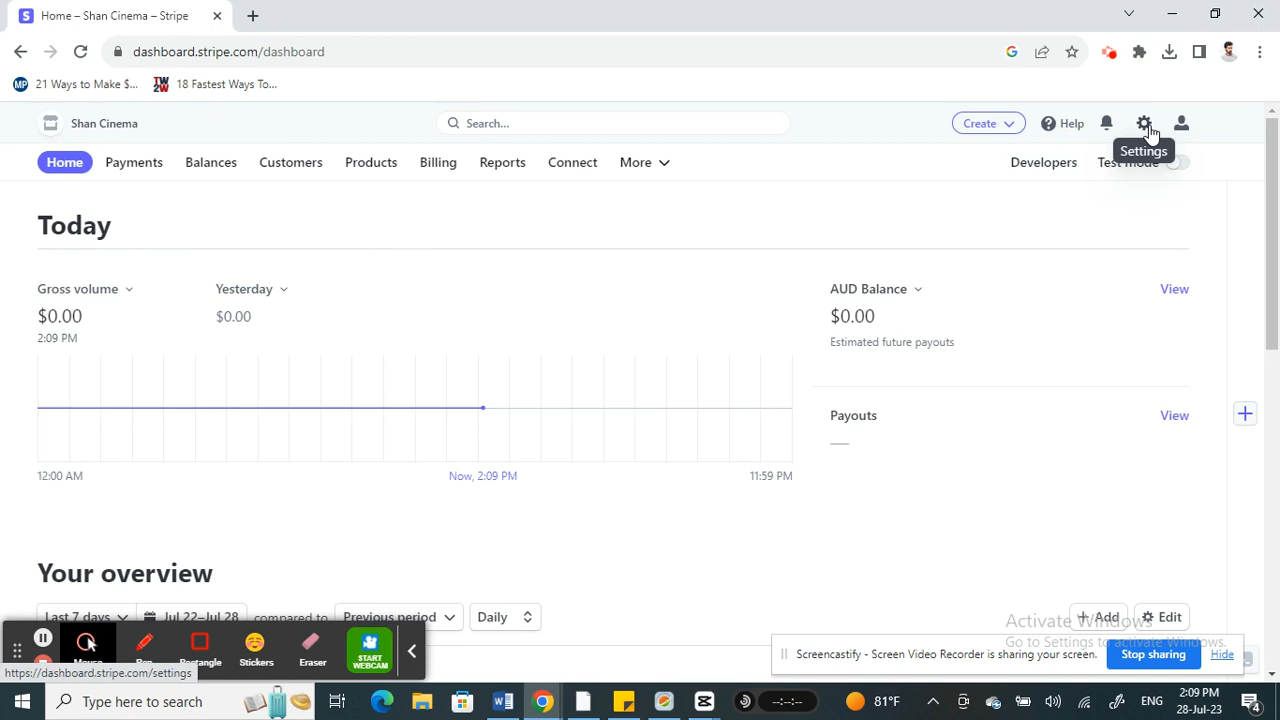 Home – Shan Cinema – Stripe
dashboard.stripe.com/dashboard
MP 21 Ways to Make $... TW2W 18 Fastest Ways To...
Shan Cinema Search... Create Help
Settings
Home Payments Balances Customers Products Billing Reports Connect More Developers Test mode
Today
Gross volume Yesterday AUD Balance View
$0.00 $0.00 $0.00
2:09 PM Estimated future payouts
Payouts View
—
12:00 AM Now, 2:09 PM 11:59 PM
Your overview
Last 7 days Jul 22–Jul 28 compared to Previous period Daily + Add Edit
Activate Windows
Go to Settings to activate Windows.
Mouse Pen Rectangle Stickers Eraser START WEBCAM
Screencastify - Screen Video Recorder is sharing your screen. Stop sharing Hide
https://dashboard.stripe.com/settings
Type here to search --:--:-- 81°F ENG 2:09 PM
28-Jul-23 4